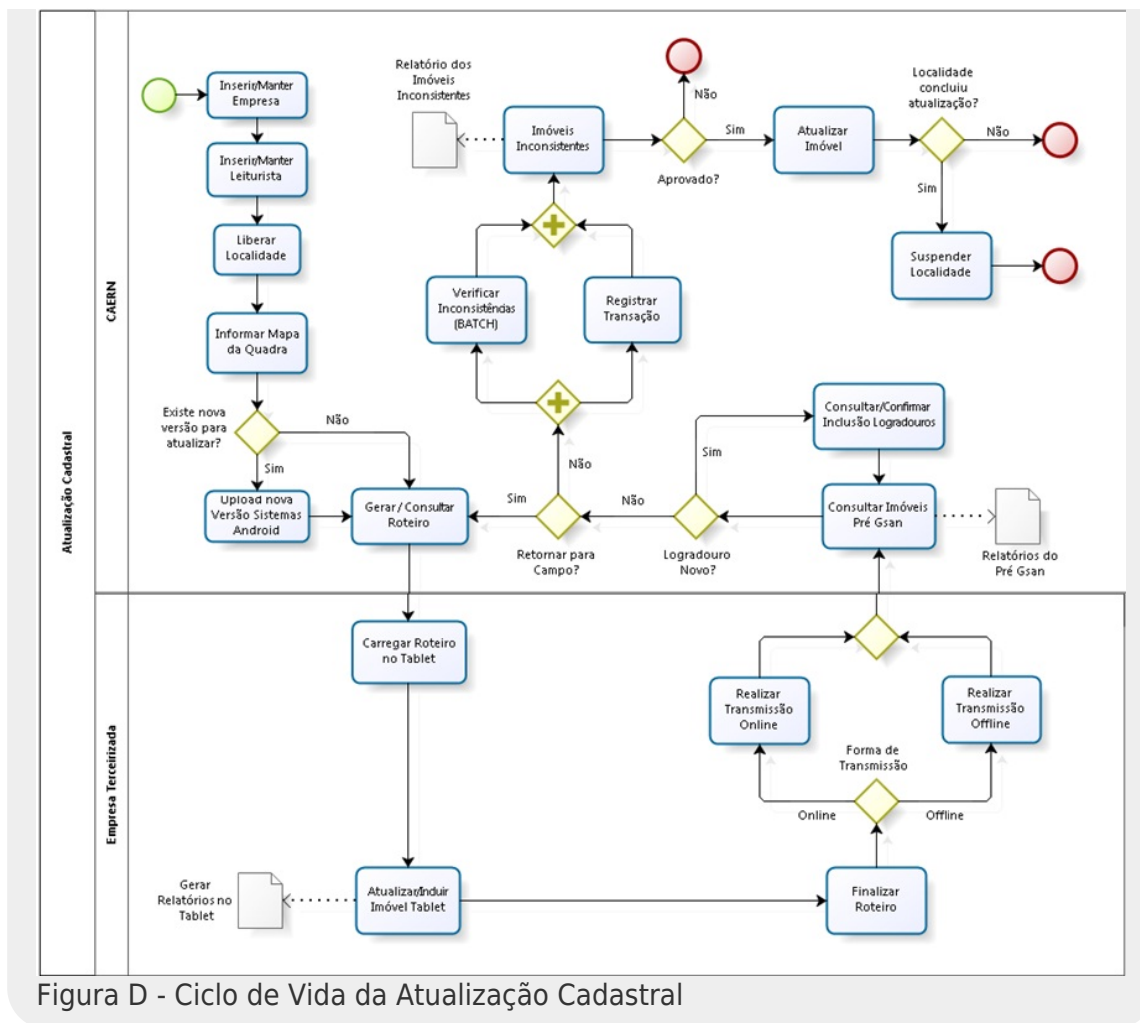 Atualização Cadastral
CAERN
Inserir/Manter
Empresa
Inserir/Manter
Leiturista
Liberar
Localidade
Informar Mapa
da Quadra
Existe nova
versão para
atualizar?
Não
Sim
Upload nova
Versão Sistemas
Android
Gerar / Consultar
Roteiro
Relatório dos
Imóveis
Inconsistentes
Imóveis
Inconsistentes
Não
Sim
Aprovado?
Atualizar
Imóvel
Localidade
concluiu
atualização?
Não
Sim
Suspender
Localidade
Verificar
Inconsistências
(BATCH)
Registrar
Transação
Não
Sim
Retornar para
Campo?
Não
Sim
Logradouro
Novo?
Consultar/Confirmar
Inclusão Logradouros
Consultar Imóveis
Pré Gsan
Relatórios do
Pré Gsan
Empresa Terceirizada
Carregar Roteiro
no Tablet
Realizar
Transmissão
Online
Realizar
Transmissão
Offline
Forma de
Transmissão
Online
Offline
Gerar
Relatórios no
Tablet
Atualizar/Induir
Imóvel Tablet
Finalizar
Roteiro
Figura D - Ciclo de Vida da Atualização Cadastral